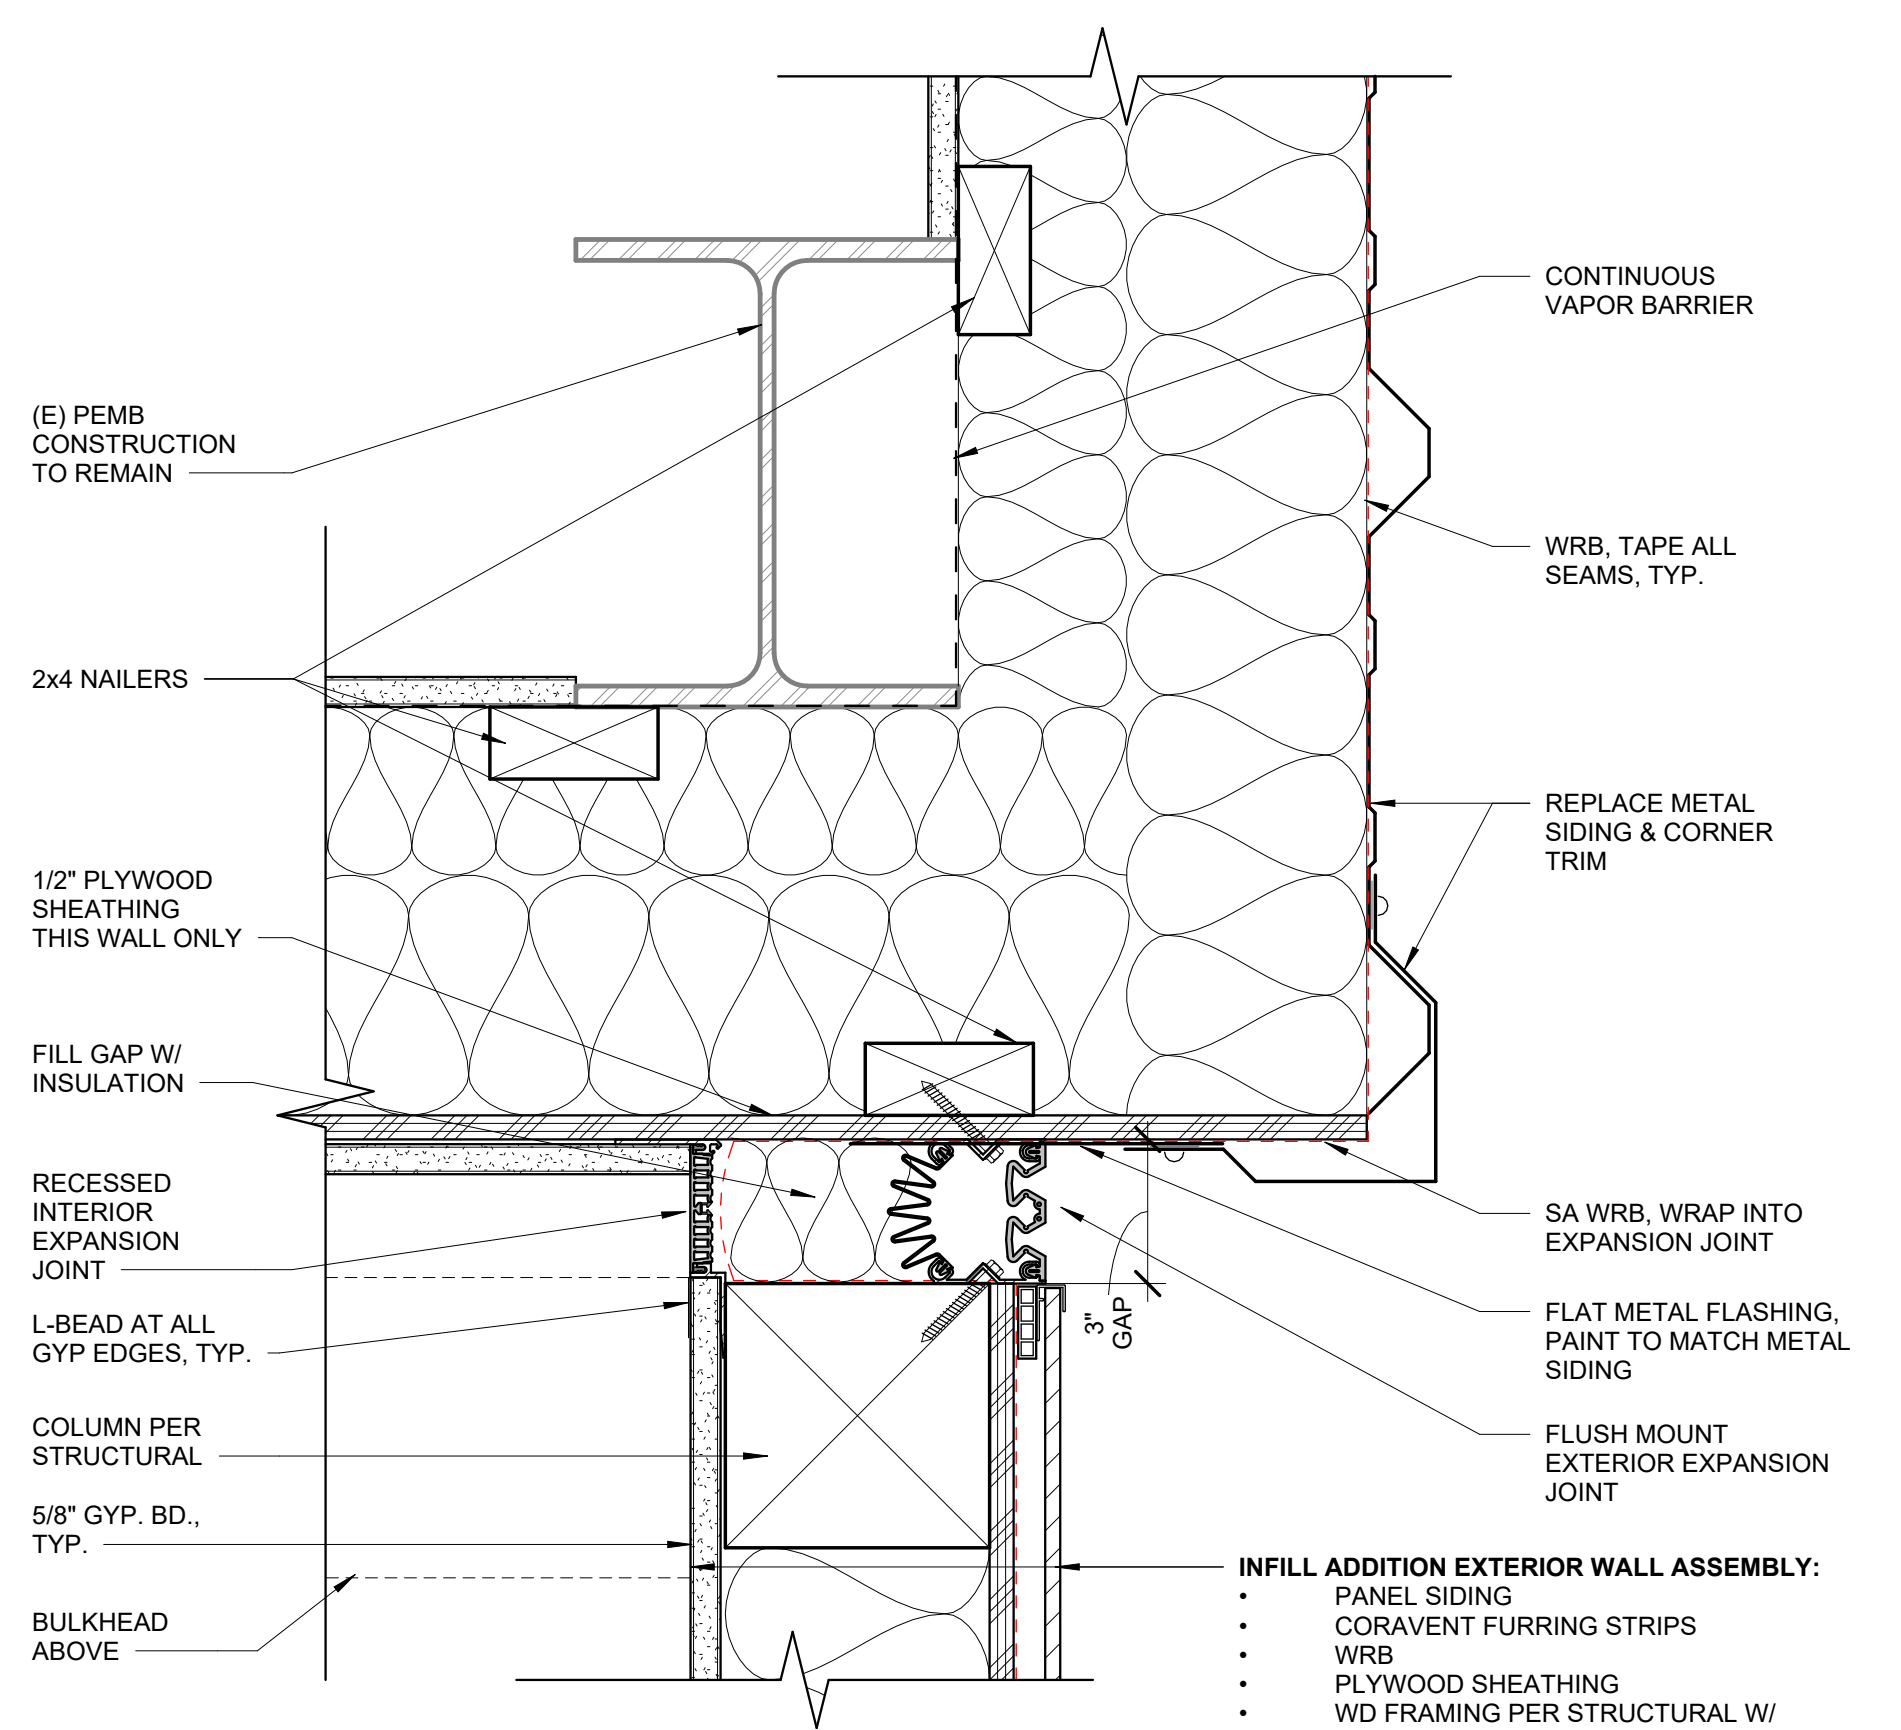 (E) PEMB
CONSTRUCTION
TO REMAIN
2x4 NAILERS
1/2" PLYWOOD
SHEATHING
THIS WALL ONLY
FILL GAP W/
INSULATION
RECESSED
INTERIOR
EXPANSION
JOINT
L-BEAD AT ALL
GYP EDGES, TYP.
COLUMN PER
STRUCTURAL
5/8" GYP. BD.,
TYP.
BULKHEAD
ABOVE
3"
GAP
CONTINUOUS
VAPOR BARRIER
WRB, TAPE ALL
SEAMS, TYP.
REPLACE METAL
SIDING & CORNER
TRIM
SA WRB, WRAP INTO
EXPANSION JOINT
FLAT METAL FLASHING,
PAINT TO MATCH METAL
SIDING
FLUSH MOUNT
EXTERIOR EXPANSION
JOINT
INFILL ADDITION EXTERIOR WALL ASSEMBLY:
• PANEL SIDING
• CORAVENT FURRING STRIPS
• WRB
• PLYWOOD SHEATHING
• WD FRAMING PER STRUCTURAL W/